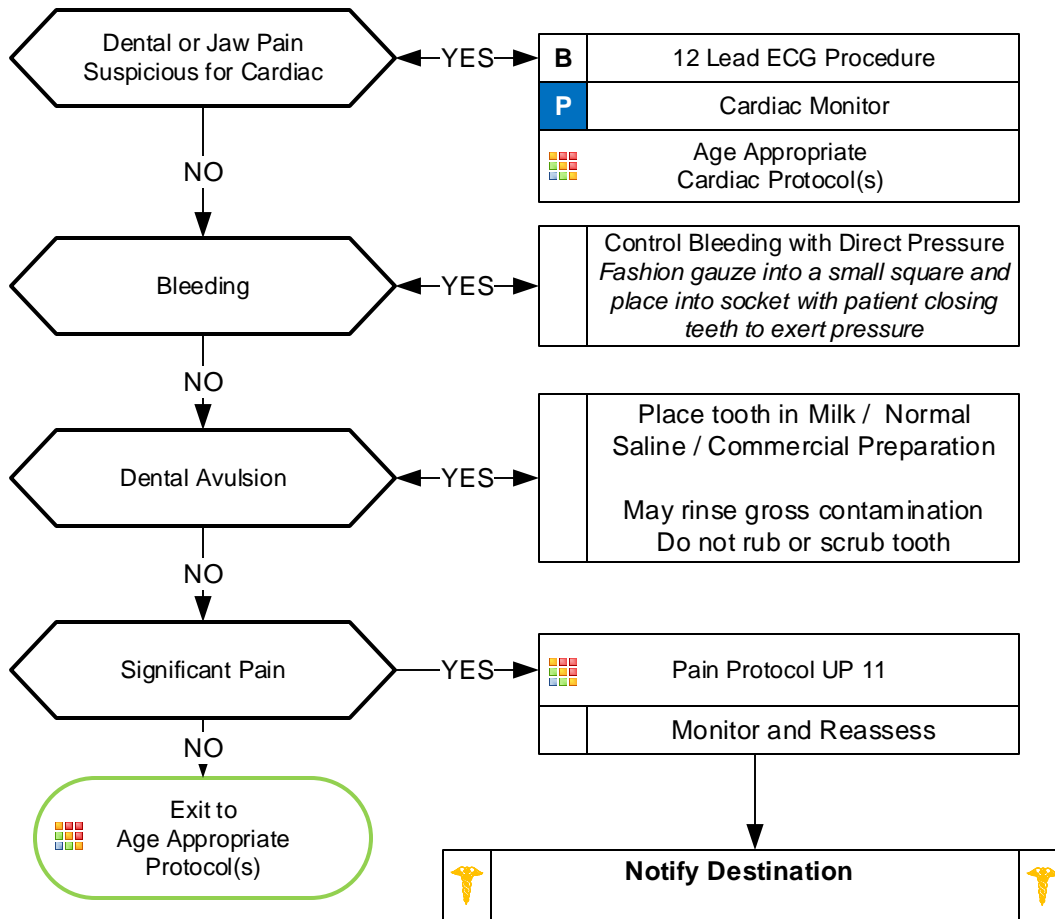 Dental or Jaw Pain
Suspicious for Cardiac
YES
B
12 Lead ECG Procedure
P
Cardiac Monitor
Age Appropriate
Cardiac Protocol(s)
NO
Bleeding
YES
Control Bleeding with Direct Pressure
Fashion gauze into a small square and
place into socket with patient closing
teeth to exert pressure
NO
Dental Avulsion
YES
Place tooth in Milk / Normal
Saline / Commercial Preparation
May rinse gross contamination
Do not rub or scrub tooth
NO
Significant Pain
YES
Pain Protocol UP 11
Monitor and Reassess
NO
Exit to
Age Appropriate
Protocol(s)
Notify Destination